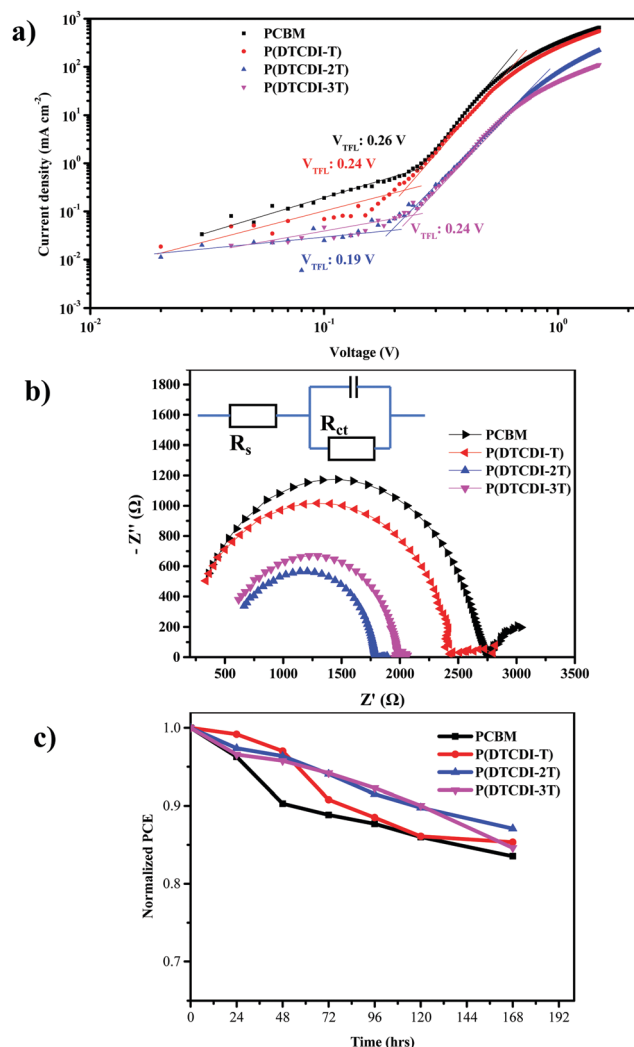 a)
PCBM
P(DTCDI-T)
P(DTCDI-2T)
P(DTCDI-3T)
Current density (mA cm⁻²)
10³
10²
10¹
10⁰
10⁻¹
10⁻²
10⁻³
V_TFL: 0.26 V
V_TFL: 0.24 V
V_TFL: 0.24 V
V_TFL: 0.19 V
10⁻²
10⁻¹
10⁰
Voltage (V)
b)
- Z'' (Ω)
1800
1600
1400
1200
1000
800
600
400
200
0
R_s
R_ct
PCBM
P(DTCDI-T)
P(DTCDI-2T)
P(DTCDI-3T)
500 1000 1500 2000 2500 3000 3500
Z' (Ω)
c)
Normalized PCE
1.0
0.9
0.8
0.7
PCBM
P(DTCDI-T)
P(DTCDI-2T)
P(DTCDI-3T)
0 24 48 72 96 120 144 168 192
Time (hrs)